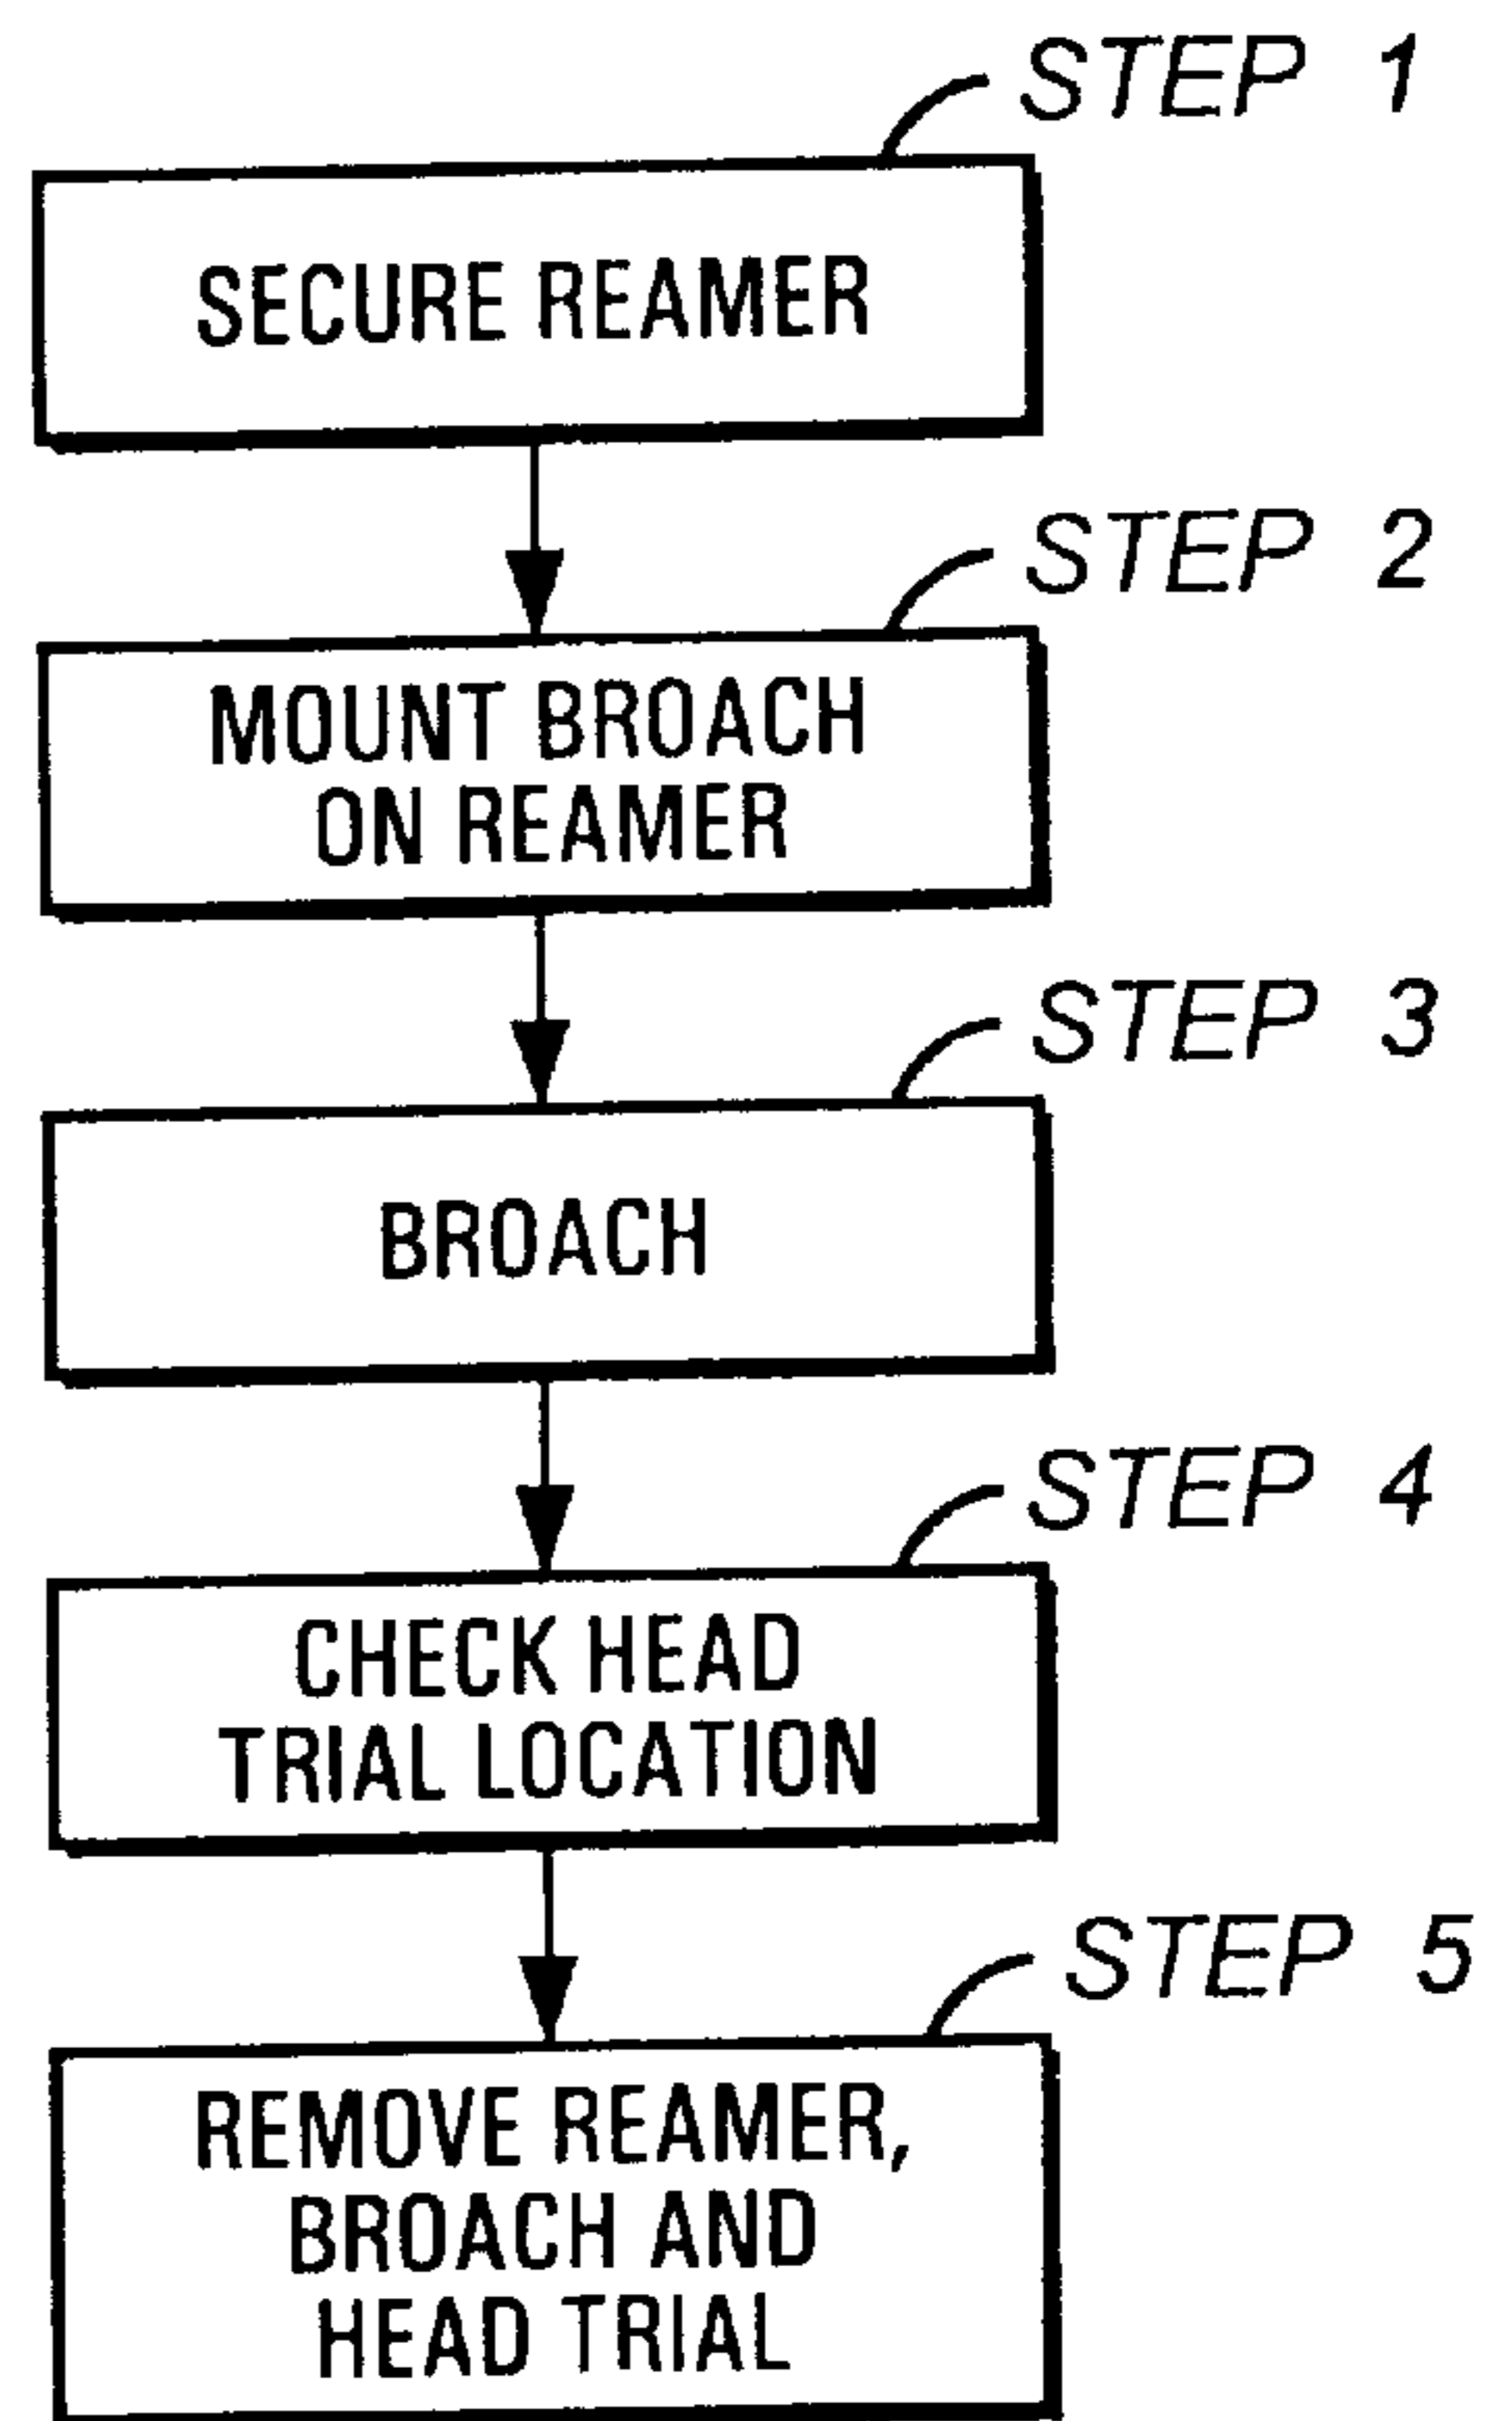 STEP 1
SECURE REAMER
STEP 2
MOUNT BROACH
ON REAMER
STEP 3
BROACH
STEP 4
CHECK HEAD
TRIAL LOCATION
STEP 5
REMOVE REAMER,
BROACH AND
HEAD TRIAL